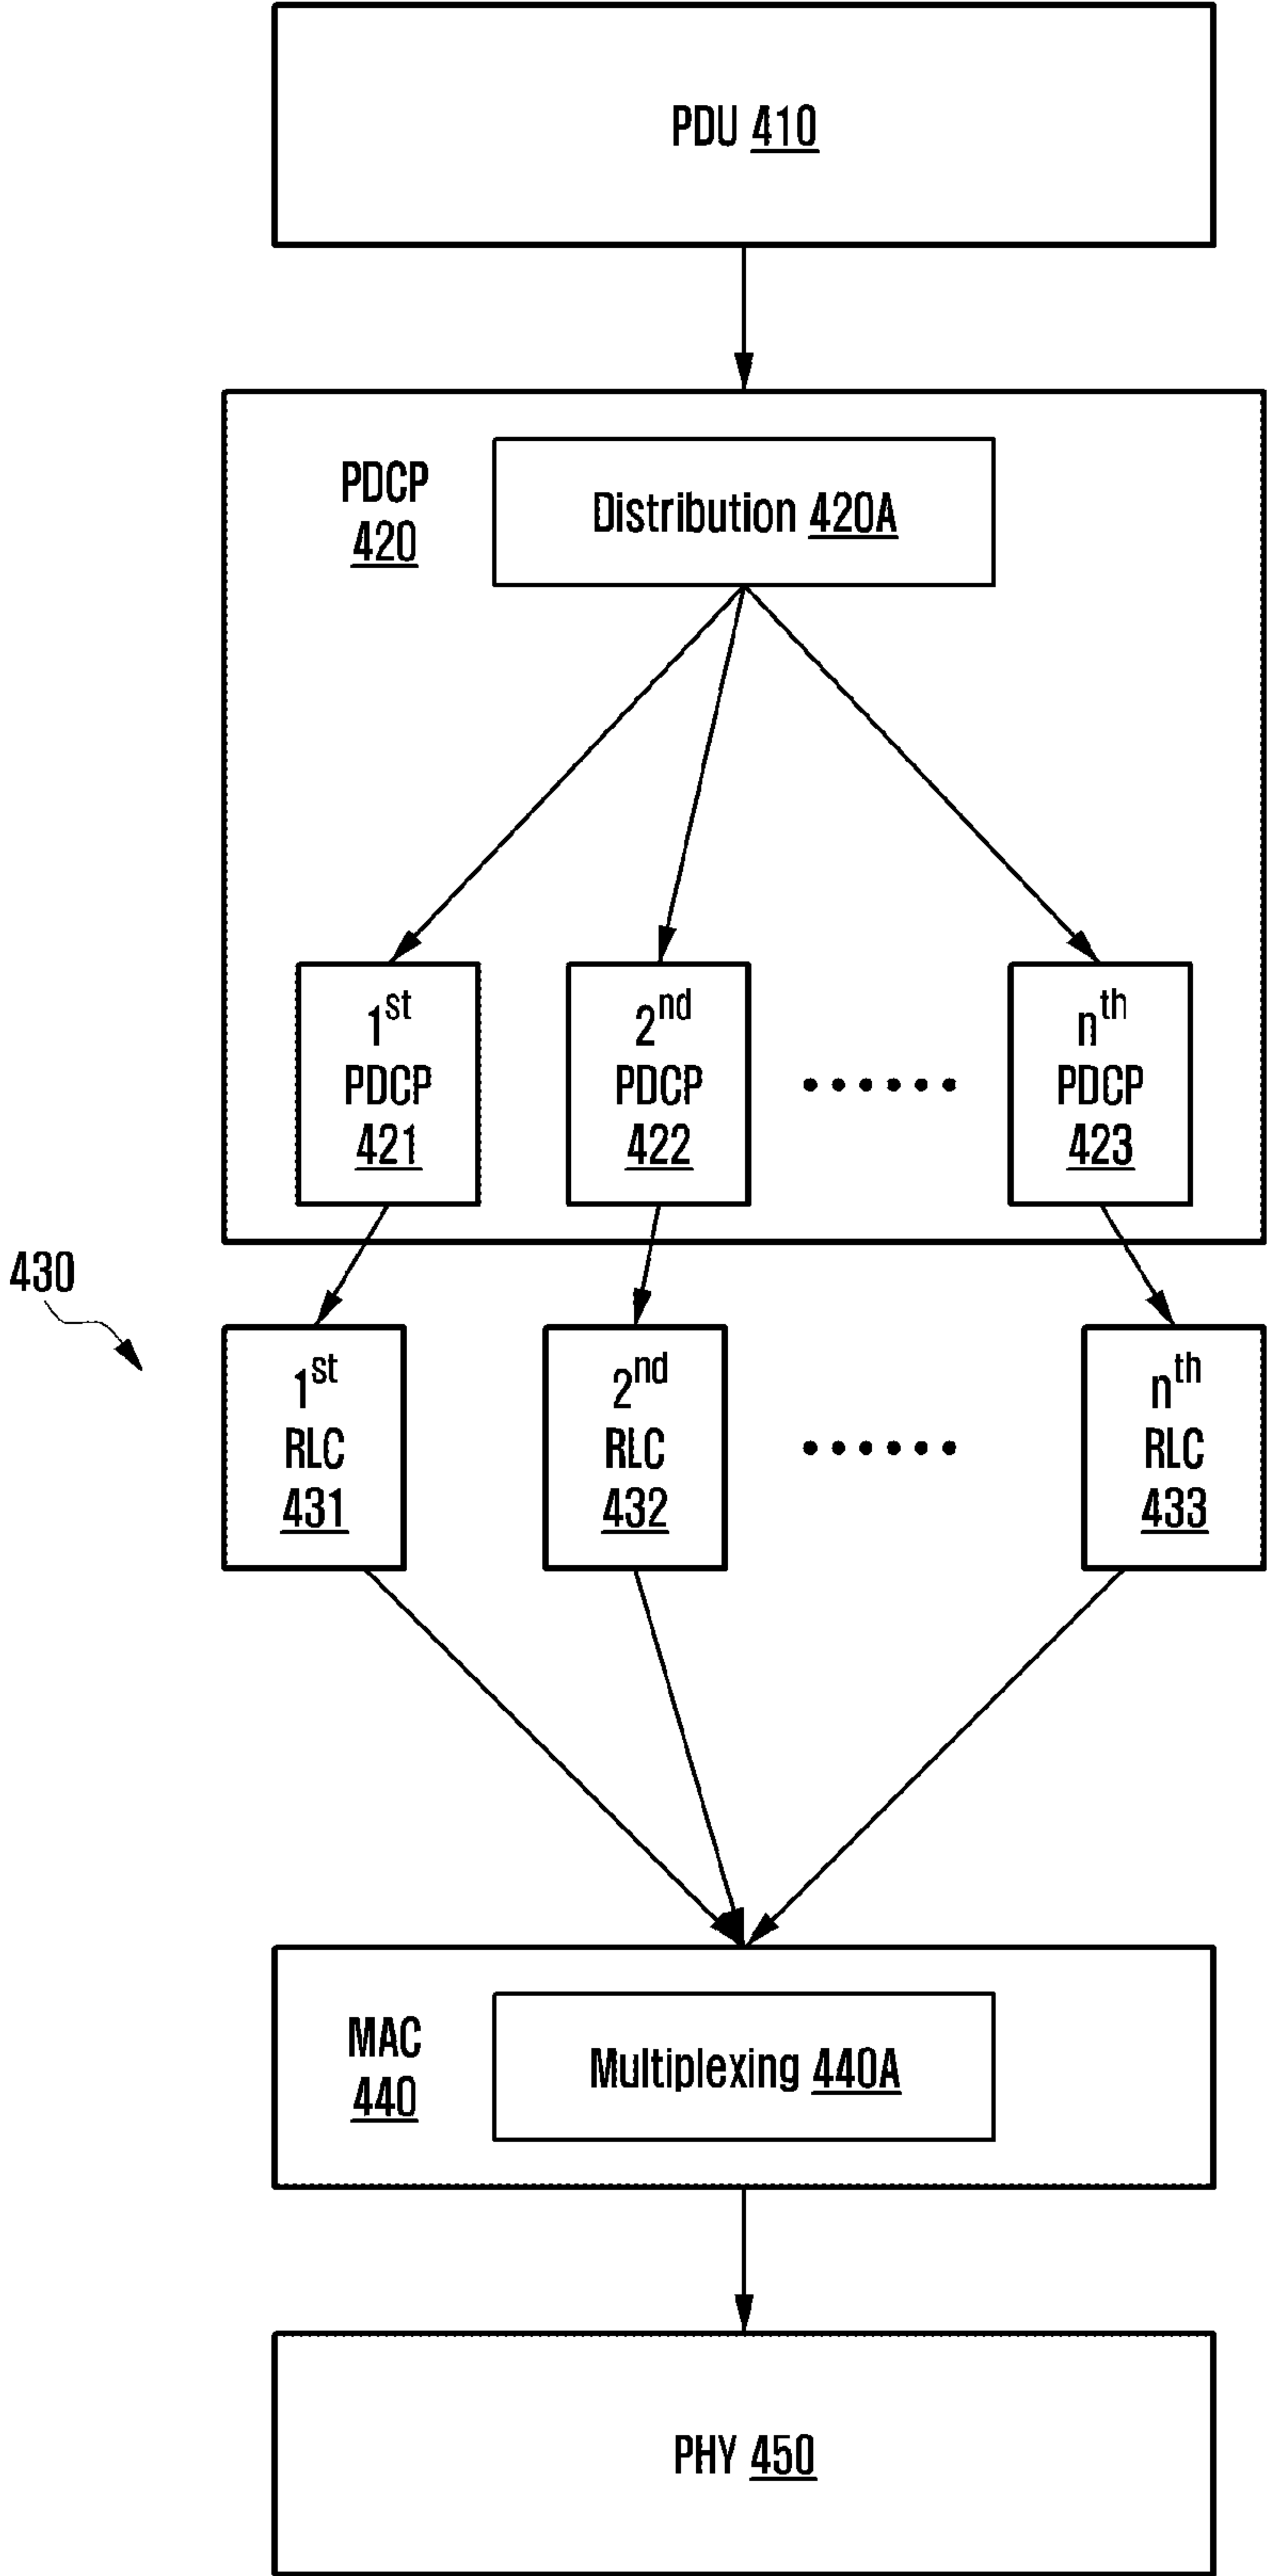 PDU 410
PDCP
420
Distribution 420A
1st
PDCP
421
2nd
PDCP
422
nth
PDCP
423
430
1st
RLC
431
2nd
RLC
432
nth
RLC
433
MAC
440
Multiplexing 440A
PHY 450